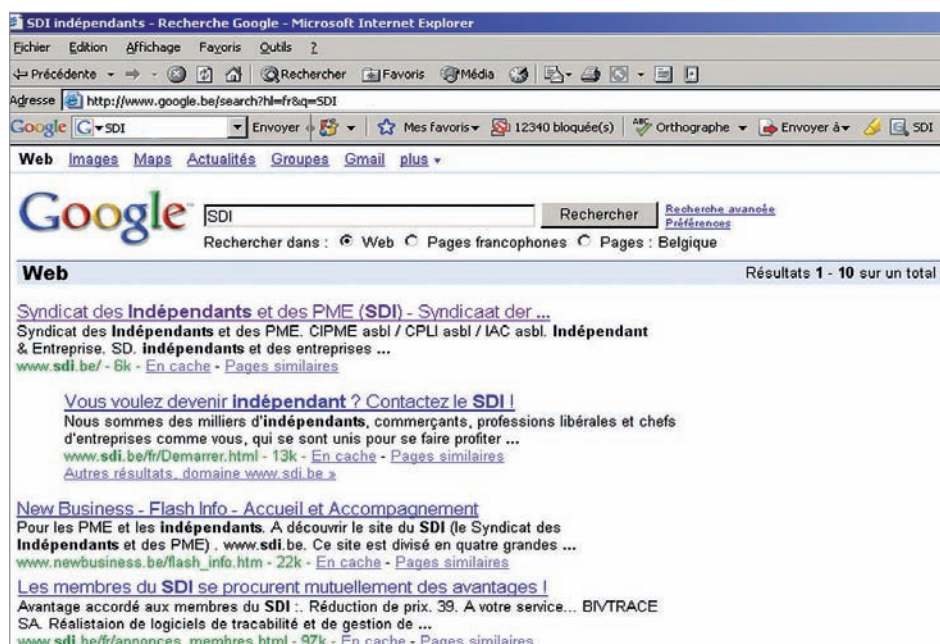 SDI indépendants - Recherche Google - Microsoft Internet Explorer
Fichier Edition Affichage Favoris Outils ?
Précédente Rechercher Favoris Média
Adresse http://www.google.be/search?hl=fr&q=SDI
Google G SDI Envoyer Mes favoris 12340 bloquée(s) ABC Orthographe Envoyer à SDI
Web Images Maps Actualités Groupes Gmail plus
Google™ SDI Rechercher Recherche avancée
Préférences
Rechercher dans : Web Pages francophones Pages : Belgique
Web Résultats 1 - 10 sur un total
Syndicat des Indépendants et des PME (SDI) - Syndicaat der ...
Syndicat des Indépendants et des PME. CIPME asbl / CPLI asbl / IAC asbl. Indépendant
& Entreprise. SD. indépendants et des entreprises ...
www.sdi.be/ - 6k - En cache - Pages similaires
Vous voulez devenir indépendant ? Contactez le SDI !
Nous sommes des milliers d'indépendants, commerçants, professions libérales et chefs
d'entreprises comme vous, qui se sont unis pour se faire profiter ...
www.sdi.be/fr/Demarrer.html - 13k - En cache - Pages similaires
Autres résultats, domaine www.sdi.be »
New Business - Flash Info - Accueil et Accompagnement
Pour les PME et les indépendants. A découvrir le site du SDI (le Syndicat des
Indépendants et des PME) . www.sdi.be. Ce site est divisé en quatre grandes ...
www.newbusiness.be/flash_info.htm - 22k - En cache - Pages similaires
Les membres du SDI se procurent mutuellement des avantages !
Avantage accordé aux membres du SDI :. Réduction de prix. 39. A votre service... BIVTRACE
SA. Réalistaion de logiciels de tracabilité et de gestion de ...
www.sdi.be/fr/annonces_membres.html - 97k - En cache - Pages similaires